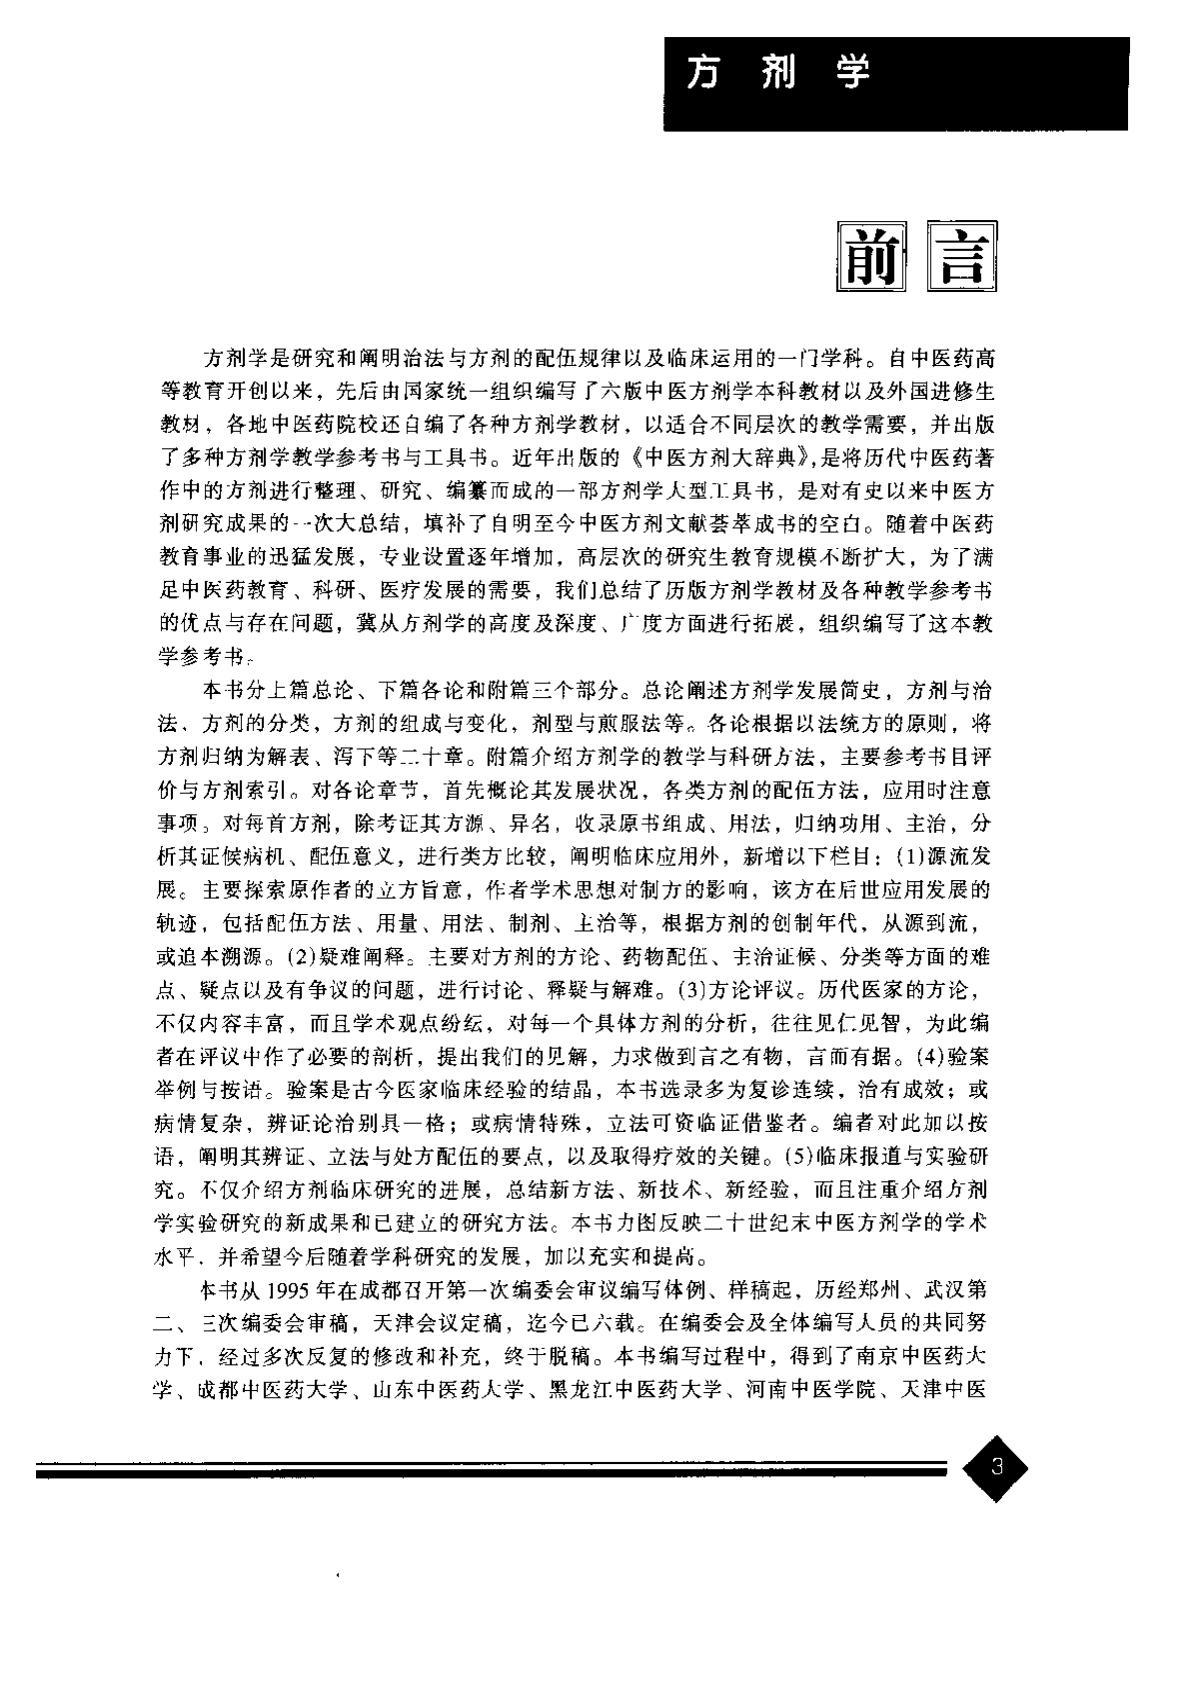 方剂学
前言
方剂学是研究和阐明治法与方剂的配伍规律以及临床运用的一门学科。自中医药高
等教育开创以来，先后由国家统一组织编写了六版中医方剂学本科教材以及外国进修生
教材，各地中医药院校还自编了各种方剂学教材，以适合不同层次的教学需要，并出版
了多种方剂学教学参考书与工具书。近年出版的《中医方剂大辞典》，是将历代中医药著
作中的方剂进行整理、研究、编纂而成的一部方剂学大型工具书，是对有史以来中医方
剂研究成果的一次大总结，填补了自明至今中医方剂文献荟萃成书的空白。随着中医药
教育事业的迅猛发展，专业设置逐年增加，高层次的研究生教育规模不断扩大，为了满
足中医药教育、科研、医疗发展的需要，我们总结了历版方剂学教材及各种教学参考书
的优点与存在问题，冀从方剂学的高度及深度、广度方面进行拓展，组织编写了这本教
学参考书。
本书分上篇总论、下篇各论和附篇三个部分。总论阐述方剂学发展简史，方剂与治
法、方剂的分类，方剂的组成与变化，剂型与煎服法等。各论根据以法统方的原则，将
方剂归纳为解表、泻下等二十章。附篇介绍方剂学的教学与科研方法，主要参考书目评
价与方剂索引。对各论章节，首先概论其发展状况，各类方剂的配伍方法，应用时注意
事项。对每首方剂，除考证其方源、异名，收录原书组成、用法，归纳功用、主治，分
析其证候病机、配伍意义，进行类方比较，阐明临床应用外，新增以下栏目：(1)源流发
展。主要探索原作者的立方旨意，作者学术思想对制方的影响，该方在后世应用发展的
轨迹，包括配伍方法、用量、用法、制剂、主治等，根据方剂的创制年代，从源到流，
或追本溯源。(2)疑难阐释。主要对方剂的方论、药物配伍、主治证候、分类等方面的难
点、疑点以及有争议的问题，进行讨论、释疑与解难。(3)方论评议。历代医家的方论，
不仅内容丰富，而且学术观点纷纭，对每一个具体方剂的分析，往往见仁见智，为此编
者在评议中作了必要的剖析，提出我们的见解，力求做到言之有物，言而有据。(4)验案
举例与按语。验案是古今医家临床经验的结晶，本书选录多为复诊连续，治有成效；或
病情复杂，辨证论治别具一格；或病情特殊，立法可资临证借鉴者。编者对此加以按
语，阐明其辨证、立法与处方配伍的要点，以及取得疗效的关键。(5)临床报道与实验研
究。不仅介绍方剂临床研究的进展，总结新方法、新技术、新经验，而且注重介绍方剂
学实验研究的新成果和已建立的研究方法。本书力图反映二十世纪末中医方剂学的学术
水平，并希望今后随着学科研究的发展，加以充实和提高。
本书从1995年在成都召开第一次编委会审议编写体例、样稿起，历经郑州、武汉第
二、三次编委会审稿，天津会议定稿，迄今已六载。在编委会及全体编写人员的共同努
力下，经过多次反复的修改和补充，终于脱稿。本书编写过程中，得到了南京中医药大
学、成都中医药大学、山东中医药大学、黑龙江中医药大学、河南中医学院、天津中医
3